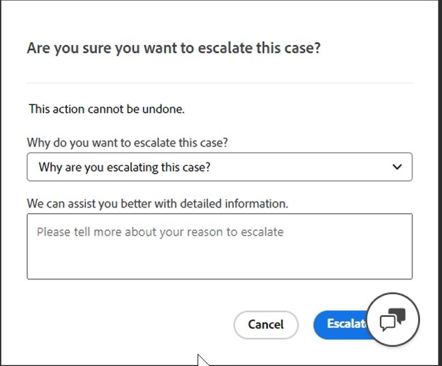 Are you sure you want to escalate this case?
This action cannot be undone.
Why do you want to escalate this case?
Why are you escalating this case?
We can assist you better with detailed information.
Please tell more about your reason to escalate
Cancel Escalat